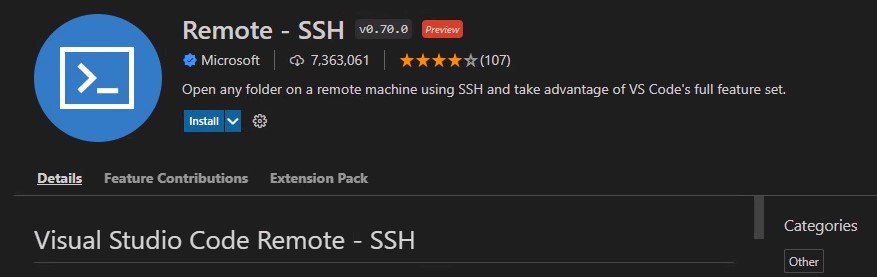 Remote - SSH v0.70.0 Preview
Microsoft 7,363,061 (107)
Open any folder on a remote machine using SSH and take advantage of VS Code's full feature set.
Install
Details Feature Contributions Extension Pack
Visual Studio Code Remote - SSH
Categories
Other